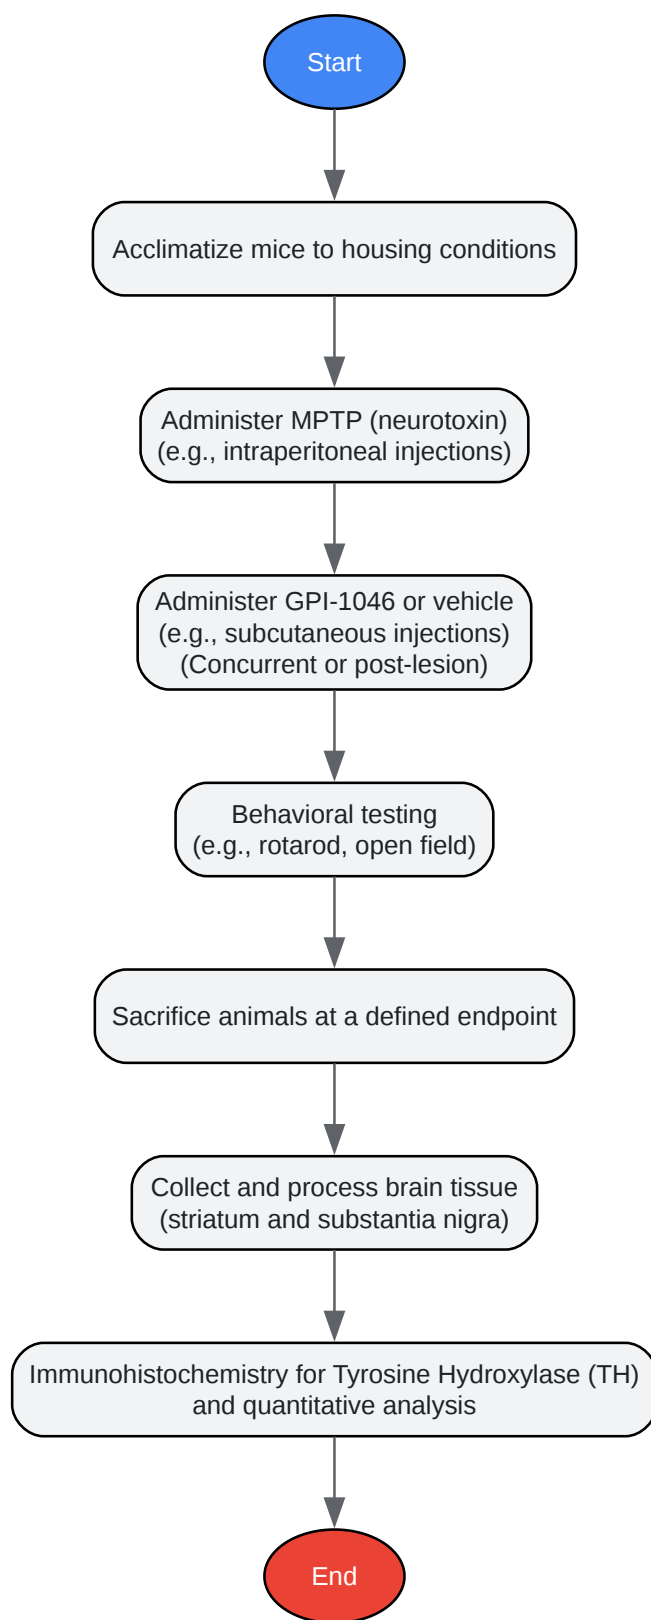 Start
Acclimatize mice to housing conditions
Administer MPTP (neurotoxin)
(e.g., intraperitoneal injections)
Administer GPI-1046 or vehicle
(e.g., subcutaneous injections)
(Concurrent or post-lesion)
Behavioral testing
(e.g., rotarod, open field)
Sacrifice animals at a defined endpoint
Collect and process brain tissue
(striatum and substantia nigra)
Immunohistochemistry for Tyrosine Hydroxylase (TH)
and quantitative analysis
End